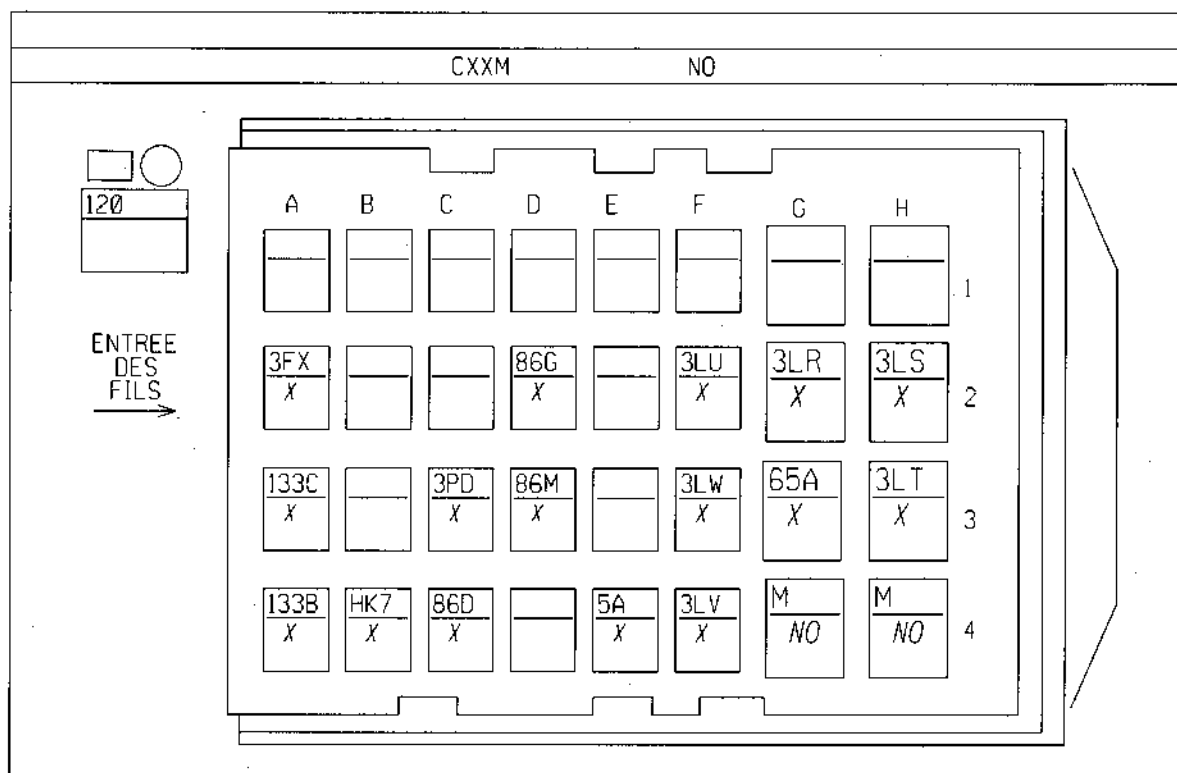 CXXM NO
120
A B C D E F G H
1
ENTREE
DES
FILS
3FX 86G 3LU 3LR 3LS
X X X X X
2
133C 3PD 86M 3LW 65A 3LT
X X X X X X
3
133B HK7 86D 5A 3LV M M
X X X X X NO NO
4